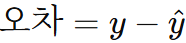 오차 = y − ŷ